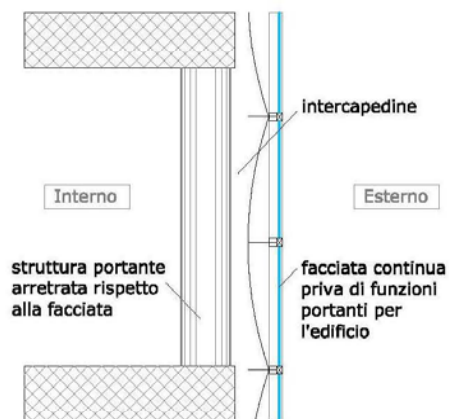 intercapedine
Interno
Esterno
struttura portante
arretrata rispetto
alla facciata
facciata continua
priva di funzioni
portanti per
l'edificio